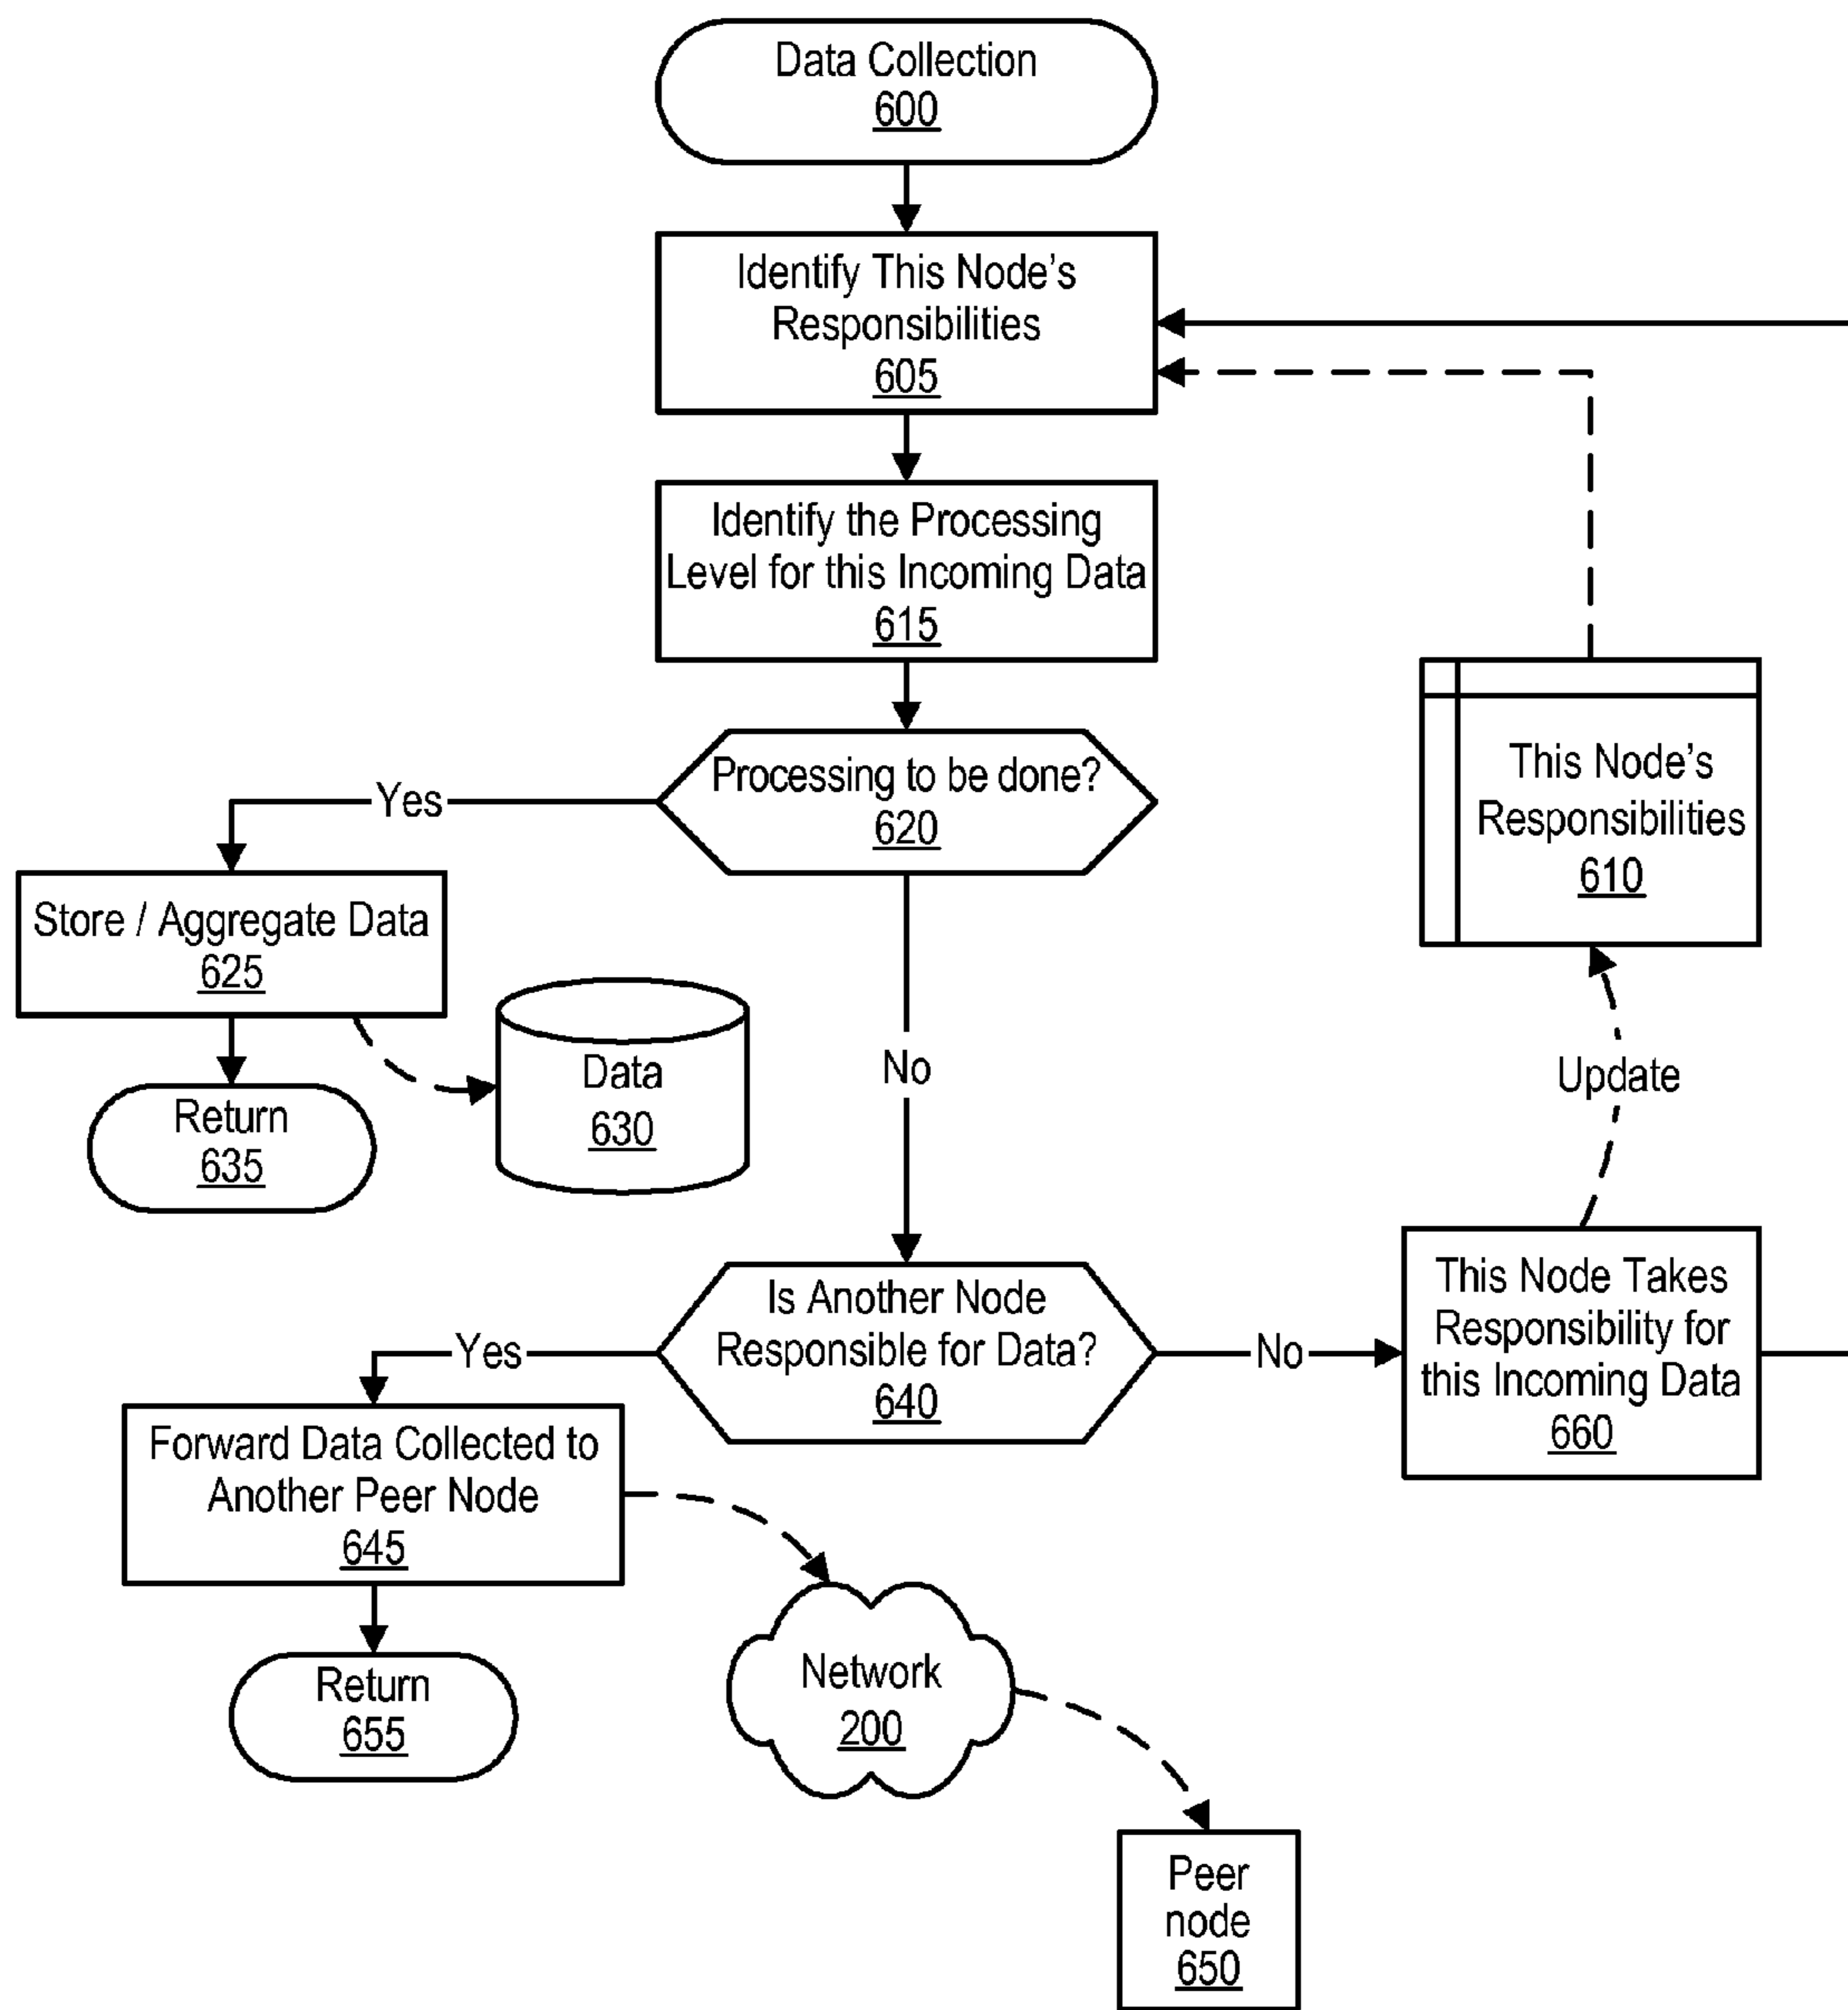 Data Collection
600
Identify This Node's
Responsibilities
605
Identify the Processing
Level for this Incoming Data
615
Processing to be done?
620
This Node's
Responsibilities
610
Yes
Store / Aggregate Data
625
No
Data
630
Update
Return
635
Is Another Node
Responsible for Data?
640
Yes
No
This Node Takes
Responsibility for
this Incoming Data
660
Forward Data Collected to
Another Peer Node
645
Return
655
Network
200
Peer
node
650